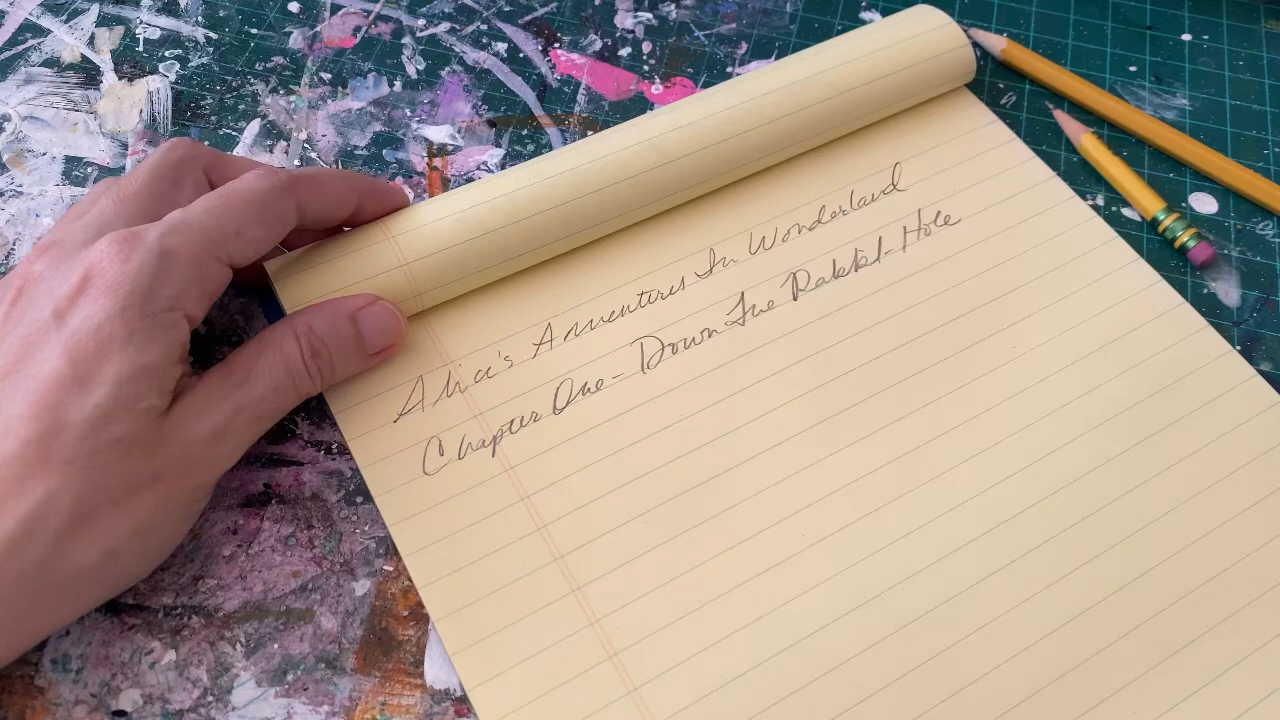 Alice's Adventures In Wonderland
Chapter One - Down The Rabbit-Hole